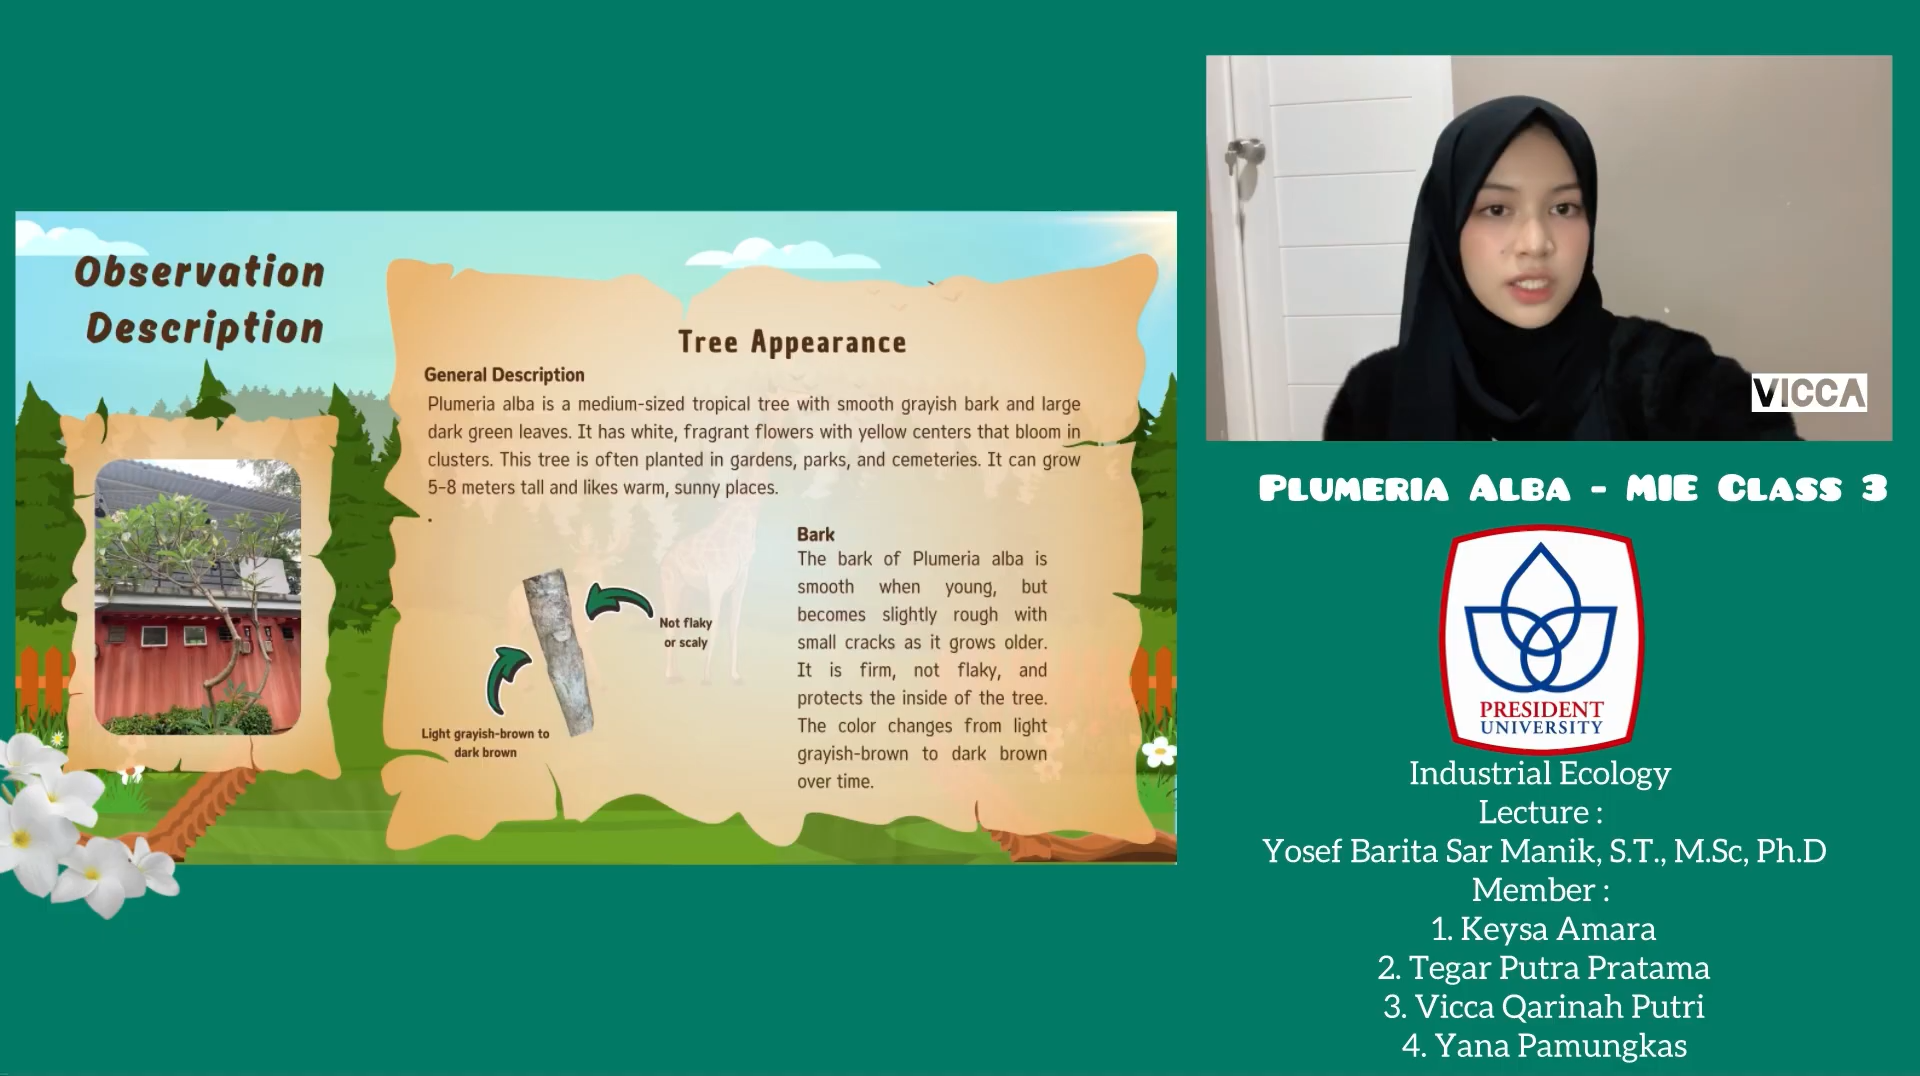 Observation
Description
Tree Appearance
General Description
Plumeria alba is a medium-sized tropical tree with smooth grayish bark and large
dark green leaves. It has white, fragrant flowers with yellow centers that bloom in
clusters. This tree is often planted in gardens, parks, and cemeteries. It can grow
5-8 meters tall and likes warm, sunny places.
.
Not flaky
or scaly
Light grayish-brown to
dark brown
Bark
The bark of Plumeria alba is
smooth when young, but
becomes slightly rough with
small cracks as it grows older.
It is firm, not flaky, and
protects the inside of the tree.
The color changes from light
grayish-brown to dark brown
over time.
VICCA
Plumeria Alba - MIE Class 3
PRESIDENT
UNIVERSITY
Industrial Ecology
Lecture :
Yosef Barita Sar Manik, S.T., M.Sc, Ph.D
Member :
1. Keysa Amara
2. Tegar Putra Pratama
3. Vicca Qarinah Putri
4. Yana Pamungkas